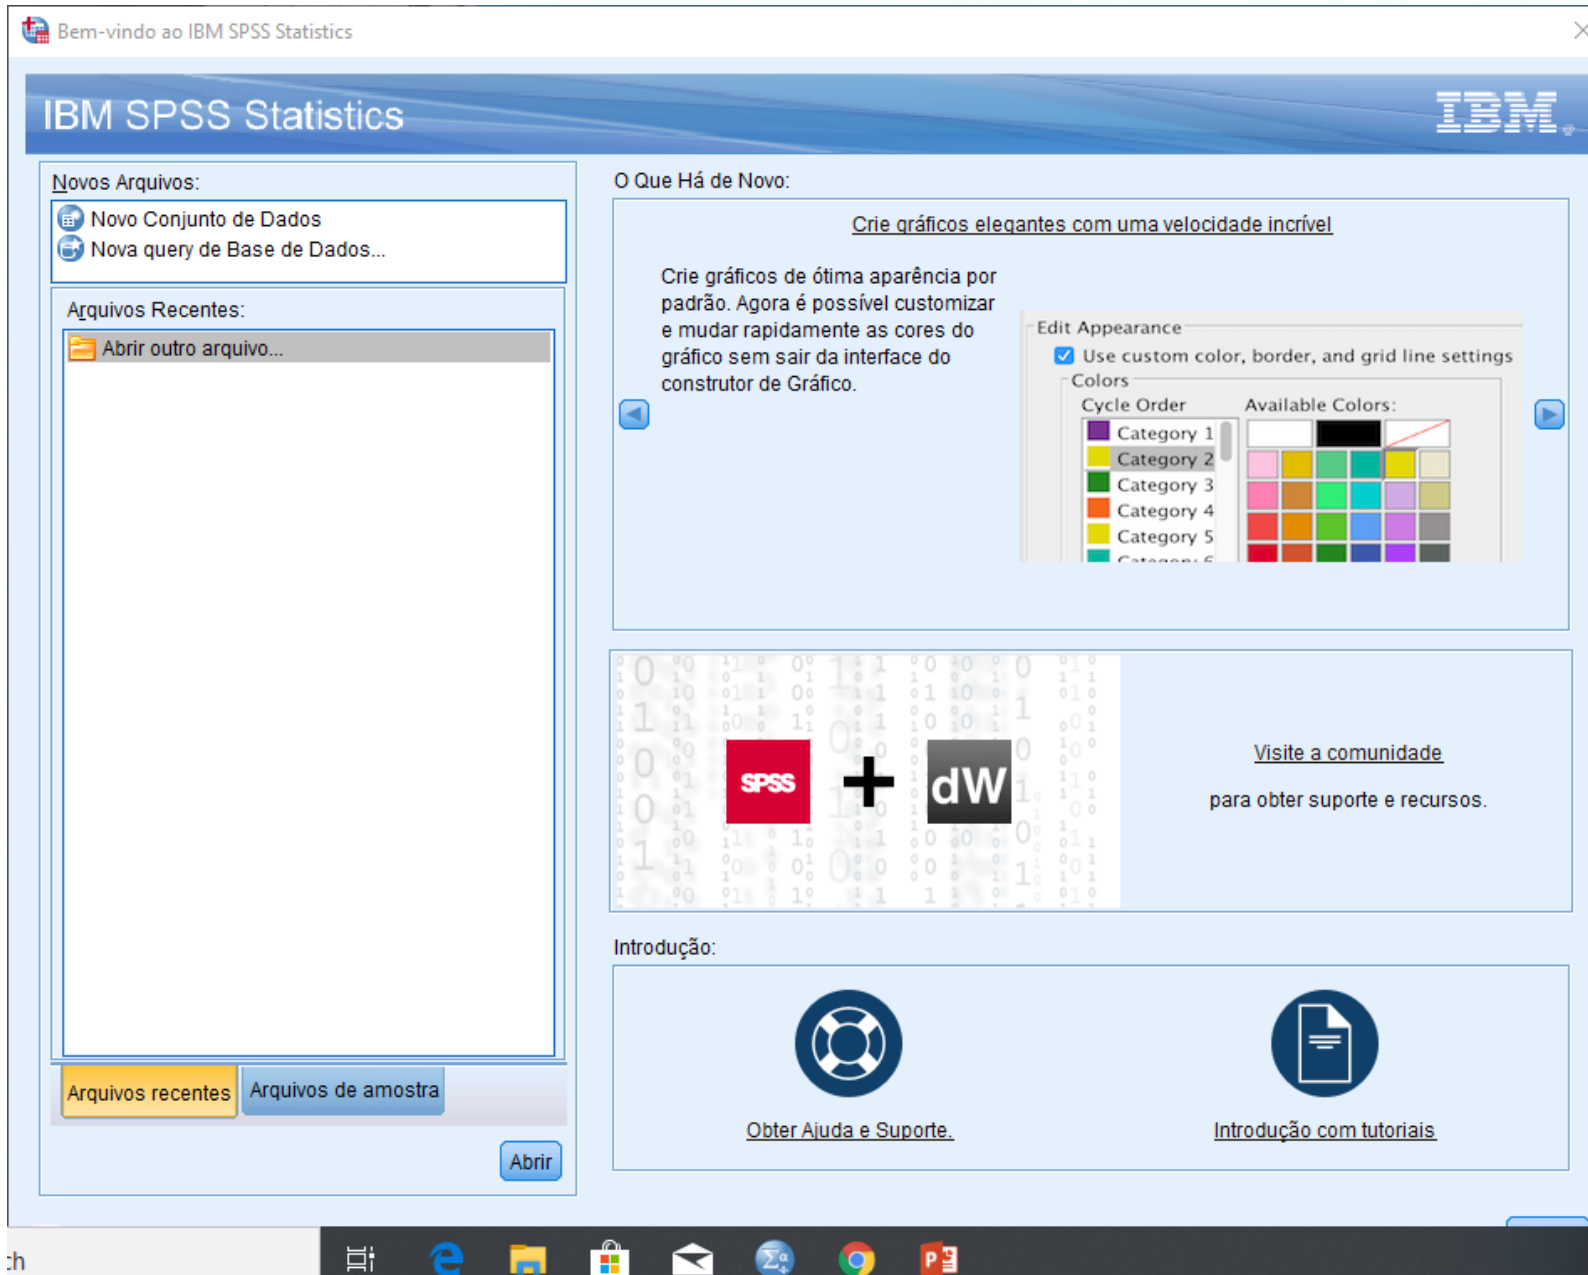 Bem-vindo ao IBM SPSS Statistics
IBM SPSS Statistics
IBM
Novos Arquivos:
Novo Conjunto de Dados
Nova query de Base de Dados...
Arquivos Recentes:
Abrir outro arquivo...
Arquivos recentes
Arquivos de amostra
Abrir
O Que Há de Novo:
Crie gráficos elegantes com uma velocidade incrível
Crie gráficos de ótima aparência por
padrão. Agora é possível customizar
e mudar rapidamente as cores do
gráfico sem sair da interface do
construtor de Gráfico.
Edit Appearance
Use custom color, border, and grid line settings
Colors
Cycle Order
Available Colors:
Category 1
Category 2
Category 3
Category 4
Category 5
Category 6
SPSS + dW
Visite a comunidade
para obter suporte e recursos.
Introdução:
Obter Ajuda e Suporte.
Introdução com tutoriais
ch